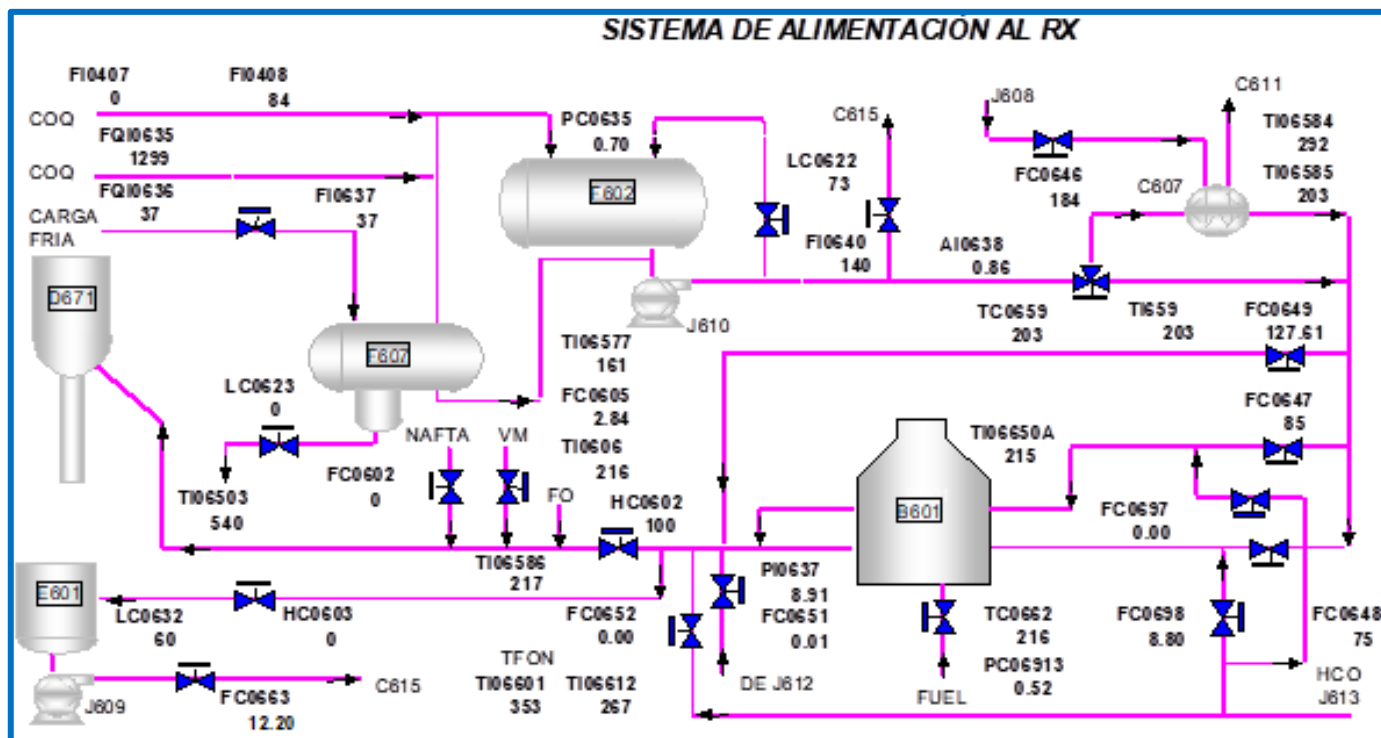 SISTEMA DE ALIMENTACIÓN AL RX
FI0407
0
FI0408
84
COQ
FQI0635
1299
COQ
FQI0636
37
FI0637
37
CARGA
FRIA
D671
PC0635
0.70
F602
LC0622
73
C615
FI0640
140
J610
AI0638
0.86
J608
FC0646
184
C607
C611
TI06584
292
TI06585
203
TC0659
203
TI659
203
FC0649
127.61
F607
TI06577
161
FC0605
2.84
TI0606
216
LC0623
0
TI06503
540
FC0602
0
NAFTA
VM
FO
HC0602
100
TI06586
217
TI06650A
215
B601
FC0647
85
FC0697
0.00
E601
LC0632
60
HC0603
0
FC0652
0.00
PI0637
8.91
FC0651
0.01
TC0662
216
PC06913
0.52
FC0698
8.80
FC0648
75
J609
FC0663
12.20
C615
TFON
TI06601
353
TI06612
267
DE J612
FUEL
HCO
J613